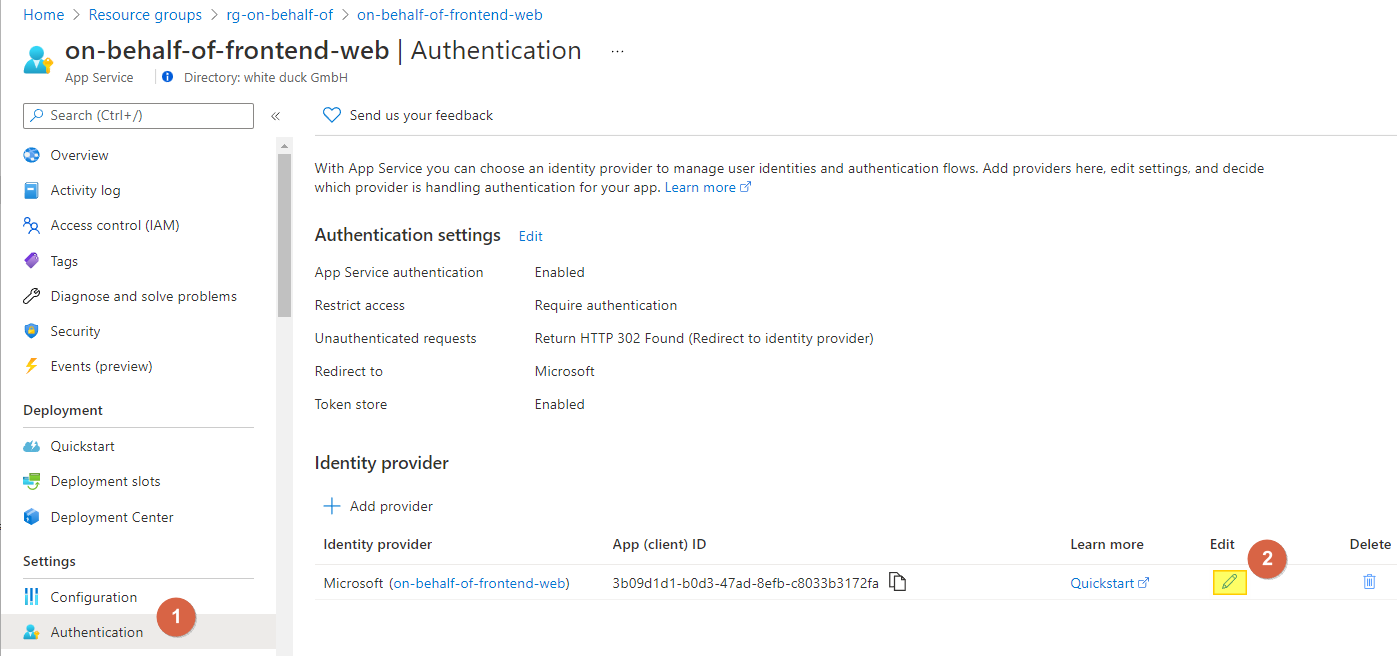 Home > Resource groups > rg-on-behalf-of > on-behalf-of-frontend-web
on-behalf-of-frontend-web | Authentication ...
App Service Directory: white duck GmbH
Search (Ctrl+/) «
Overview
Activity log
Access control (IAM)
Tags
Diagnose and solve problems
Security
Events (preview)
Deployment
Quickstart
Deployment slots
Deployment Center
Settings
Configuration
Authentication 1
Send us your feedback
With App Service you can choose an identity provider to manage user identities and authentication flows. Add providers here, edit settings, and decide
which provider is handling authentication for your app. Learn more
Authentication settings Edit
App Service authentication Enabled
Restrict access Require authentication
Unauthenticated requests Return HTTP 302 Found (Redirect to identity provider)
Redirect to Microsoft
Token store Enabled
Identity provider
Add provider
Identity provider App (client) ID Learn more Edit 2 Delete
Microsoft (on-behalf-of-frontend-web) 3b09d1d1-b0d3-47ad-8efb-c8033b3172fa Quickstart